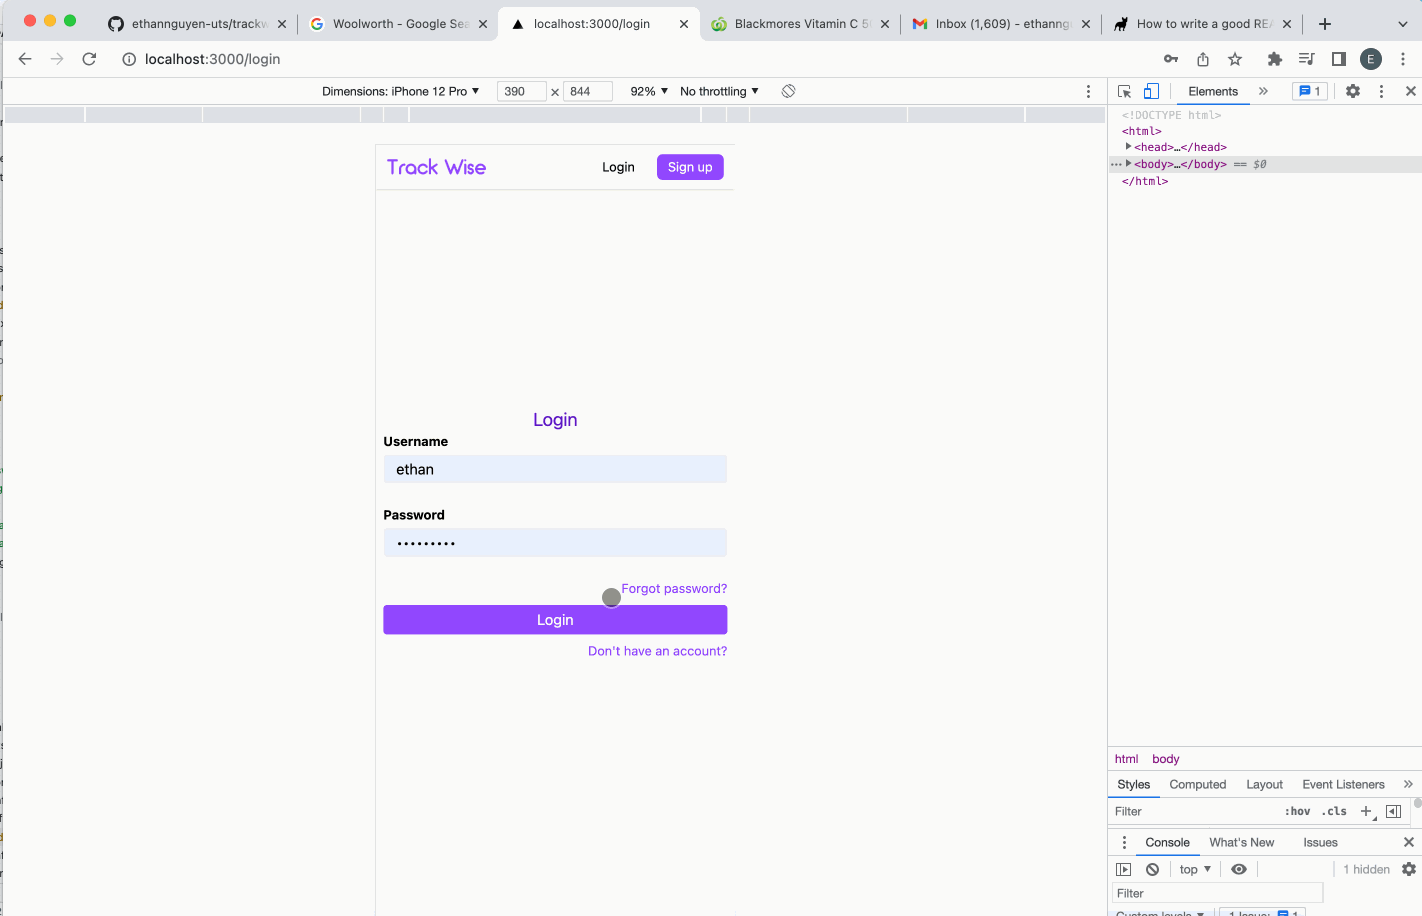 ethannguyen-uts/trackw
Woolworth - Google Sea
localhost:3000/login
Blackmores Vitamin C 50
Inbox (1,609) - ethanng
How to write a good REA
localhost:3000/login
E
Dimensions: iPhone 12 Pro ▼
390 × 844
92% ▼
No throttling ▼
Elements
»
1
<!DOCTYPE html>
<html>
<head>…</head>
<body>…</body> == $0
</html>
Track Wise
Login
Sign up
Login
Username
ethan
Password
•••••••••
Forgot password?
Login
Don't have an account?
html body
Styles Computed Layout Event Listeners »
Filter
:hov .cls +
Console What's New Issues
top ▼
1 hidden
Filter
Custom levels ▼
1 Issue: 1